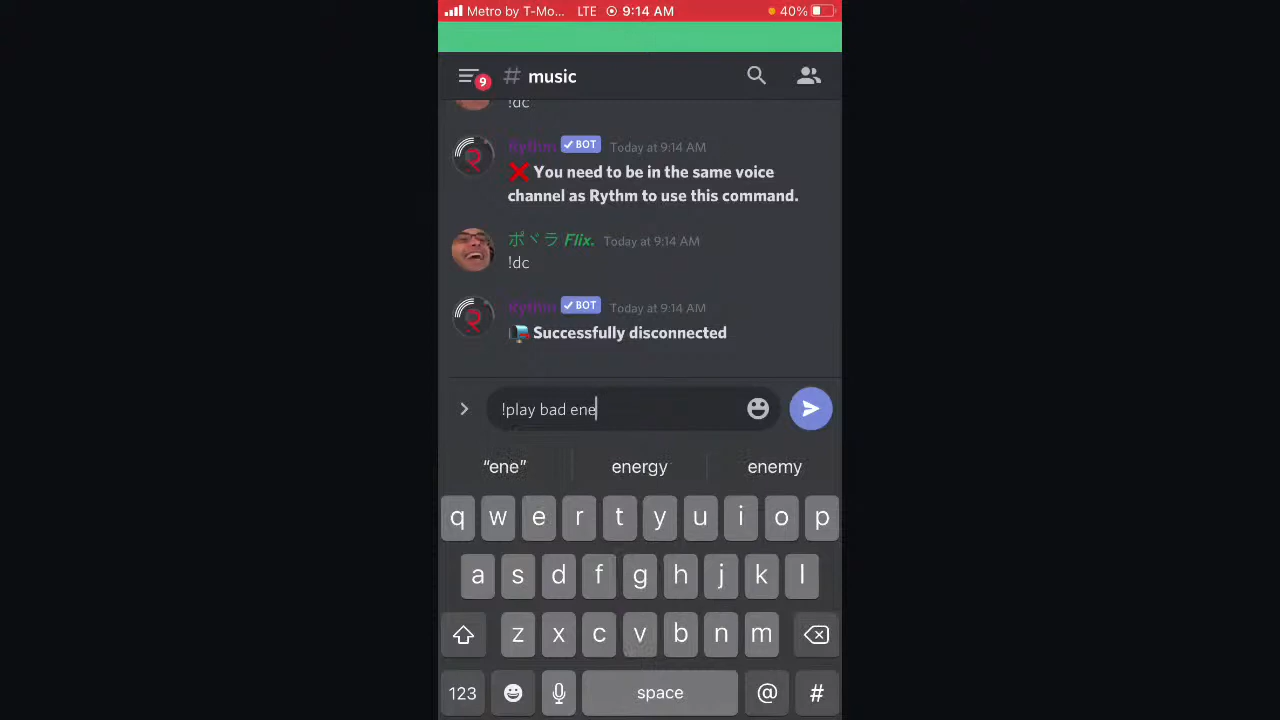 Metro by T-Mo... LTE 9:14 AM 40%
9 # music
!dc
Rythm BOT Today at 9:14 AM
❌ You need to be in the same voice
channel as Rythm to use this command.
ポヾラ Flix. Today at 9:14 AM
!dc
Rythm BOT Today at 9:14 AM
📭 Successfully disconnected
!play bad ene
“ene” energy enemy
q w e r t y u i o p
a s d f g h j k l
z x c v b n m
123 space @ #